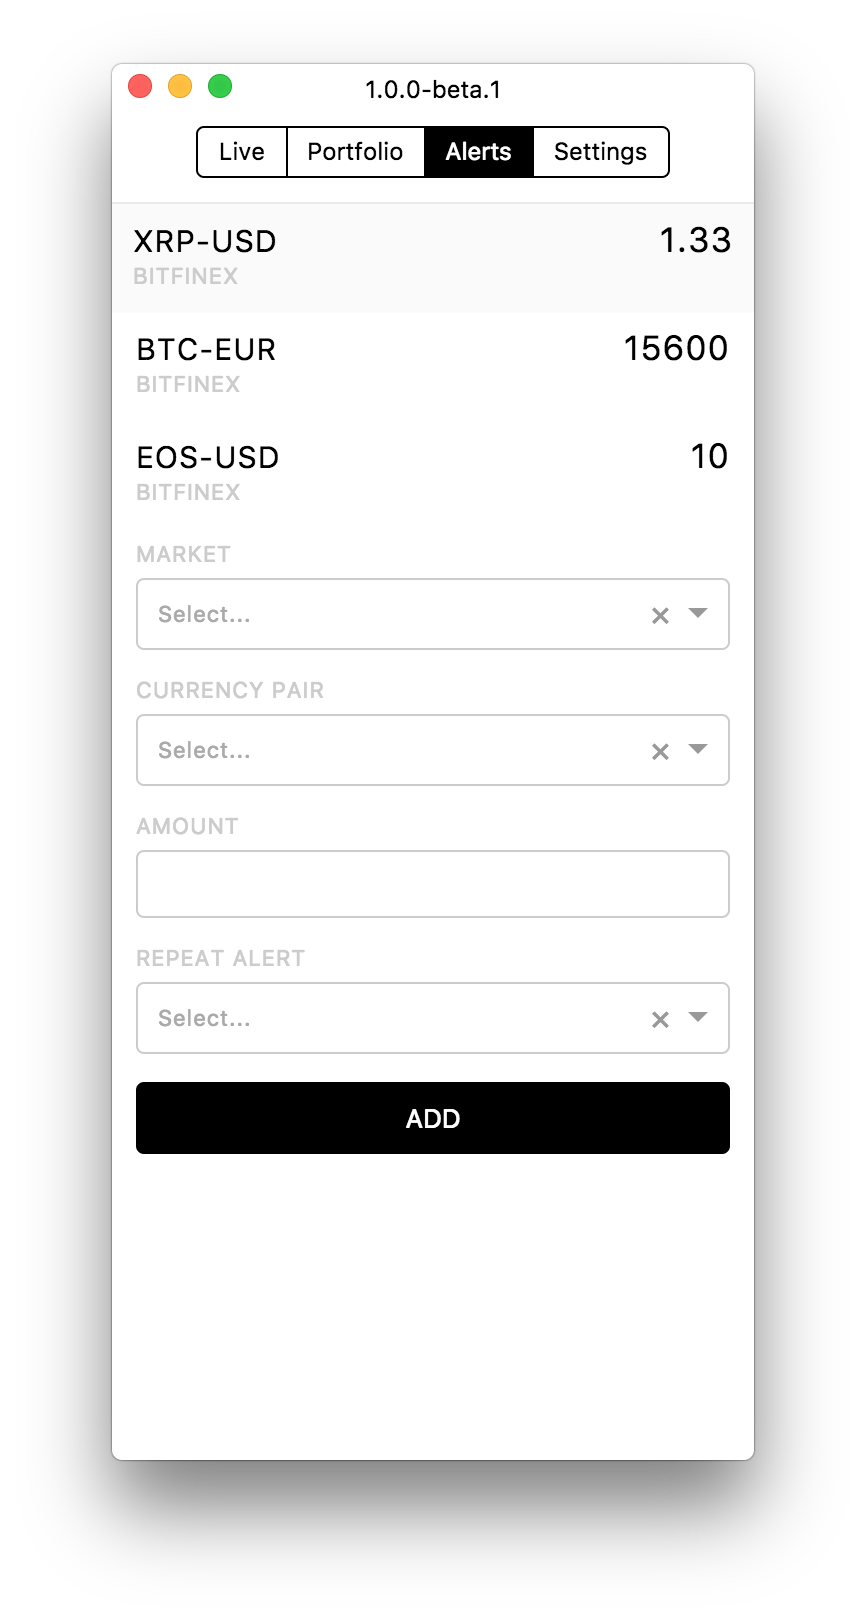 1.0.0-beta.1
Live Portfolio Alerts Settings
XRP-USD 1.33
BITFINEX
BTC-EUR 15600
BITFINEX
EOS-USD 10
BITFINEX
MARKET
Select...
CURRENCY PAIR
Select...
AMOUNT
REPEAT ALERT
Select...
ADD